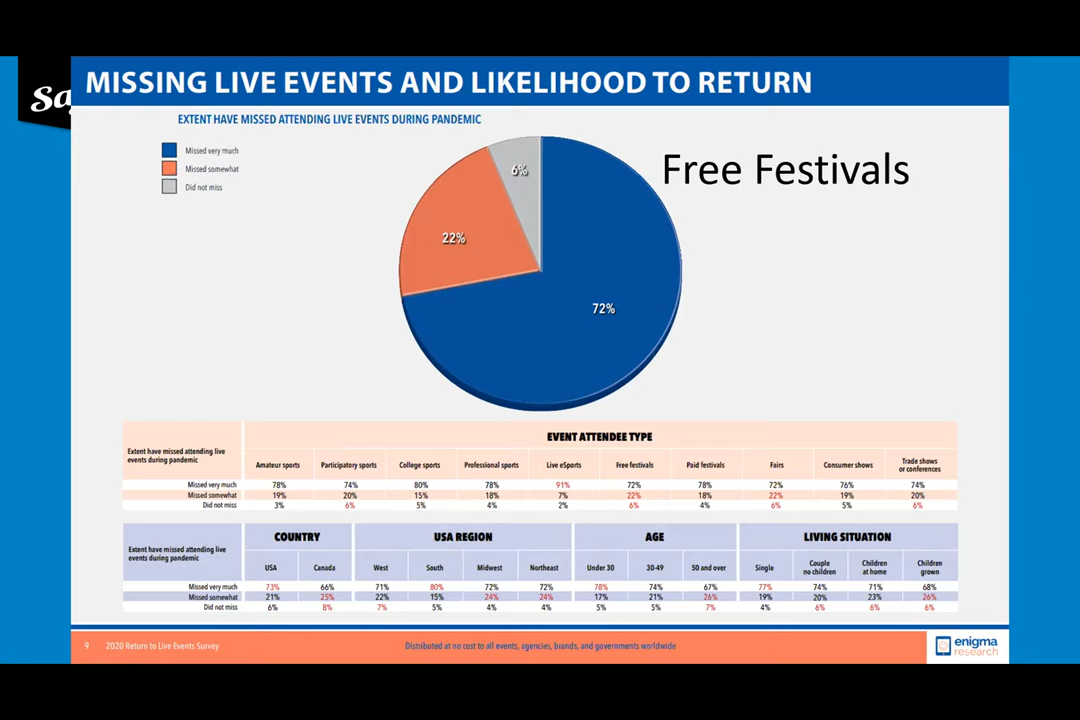 Sa
MISSING LIVE EVENTS AND LIKELIHOOD TO RETURN
EXTENT HAVE MISSED ATTENDING LIVE EVENTS DURING PANDEMIC
Missed very much
Missed somewhat
Did not miss
Free Festivals
6%
22%
72%
Extent have missed attending live
events during pandemic
EVENT ATTENDEE TYPE
Amateur sports Participatory sports College sports Professional sports Live eSports Free festivals Paid festivals Fairs Consumer shows Trade shows or conferences
Missed very much 78% 74% 80% 78% 91% 72% 78% 72% 76% 74%
Missed somewhat 19% 20% 15% 18% 7% 22% 18% 22% 19% 20%
Did not miss 3% 6% 5% 4% 2% 6% 4% 6% 5% 6%
Extent have missed attending live
events during pandemic
COUNTRY USA REGION AGE LIVING SITUATION
USA Canada West South Midwest Northeast Under 30 30-49 50 and over Single Couple no children Children at home Children grown
Missed very much 73% 66% 71% 80% 72% 72% 78% 74% 67% 77% 74% 71% 68%
Missed somewhat 21% 25% 22% 15% 24% 24% 17% 21% 26% 19% 20% 23% 26%
Did not miss 6% 8% 7% 5% 4% 4% 5% 5% 7% 4% 6% 6% 6%
9 2020 Return to Live Events Survey
Distributed at no cost to all events, agencies, brands, and governments worldwide
enigma
research